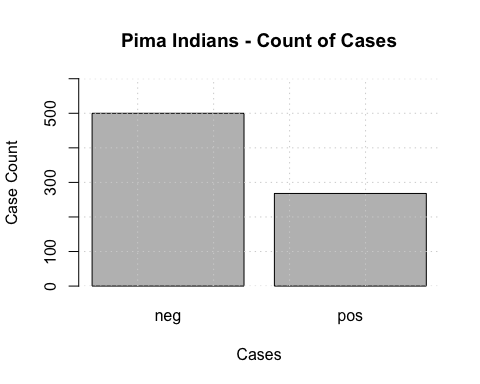 Pima Indians - Count of Cases
Case Count
500
300
100
0
neg pos
Cases